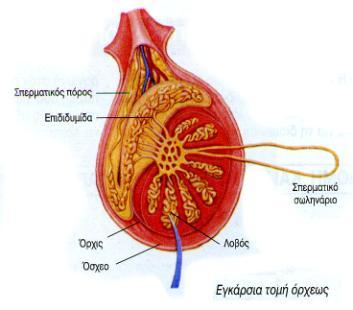 Σπερματικός πόρος
Επιδιδυμίδα
Σπερματικό
σωληνάριο
Όρχις
Λοβός
Όσχεο
Εγκάρσια τομή όρχεως